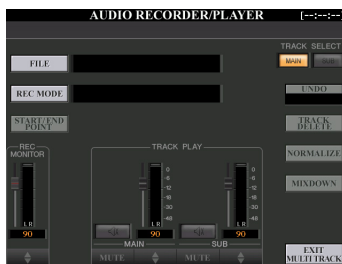 AUDIO RECORDER/PLAYER [--:--:--]
TRACK SELECT
MAIN SUB
FILE
REC MODE
UNDO
START/END
POINT
TRACK
DELETE
REC
MONITOR
TRACK PLAY
NORMALIZE
0
-6
-12
-18
-30
-48
0
-6
-12
-18
-30
-48
MIXDOWN
L R
90
L R
90
L R
90
MAIN
SUB
MUTE
MUTE
EXIT
MULTI TRACK